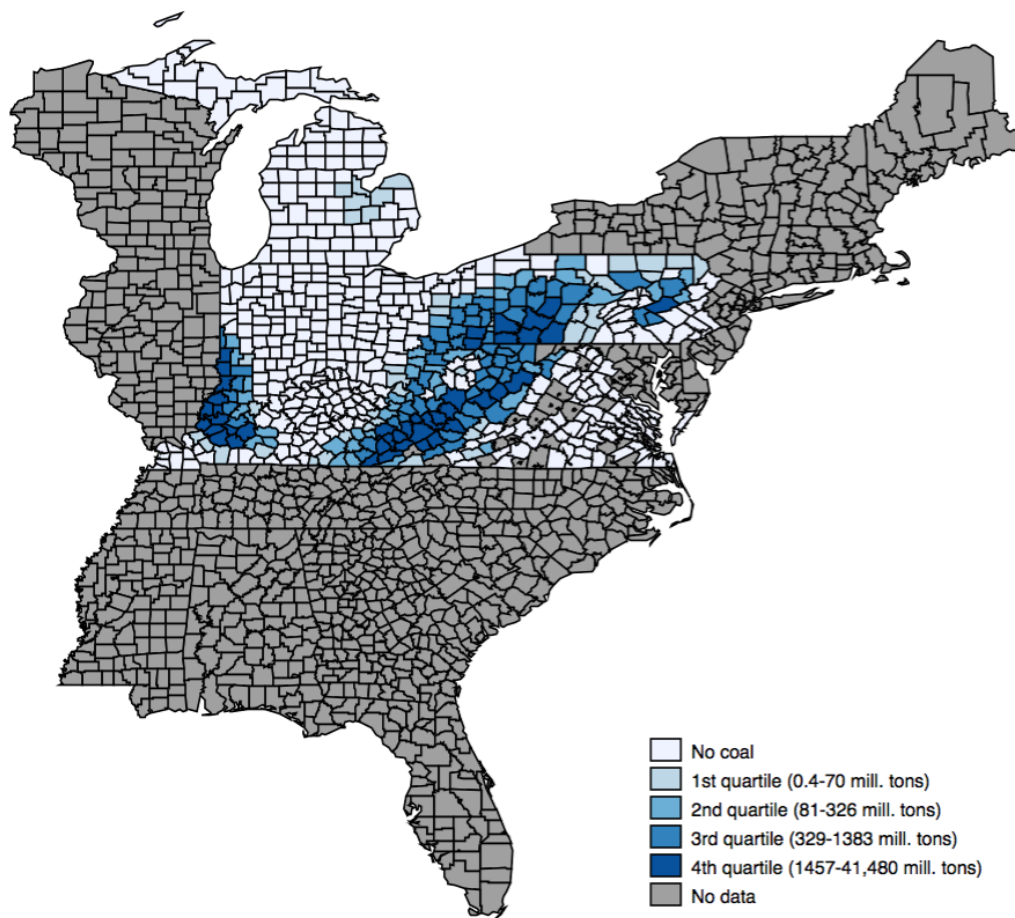 No coal
1st quartile (0.4-70 mill. tons)
2nd quartile (81-326 mill. tons)
3rd quartile (329-1383 mill. tons)
4th quartile (1457-41,480 mill. tons)
No data